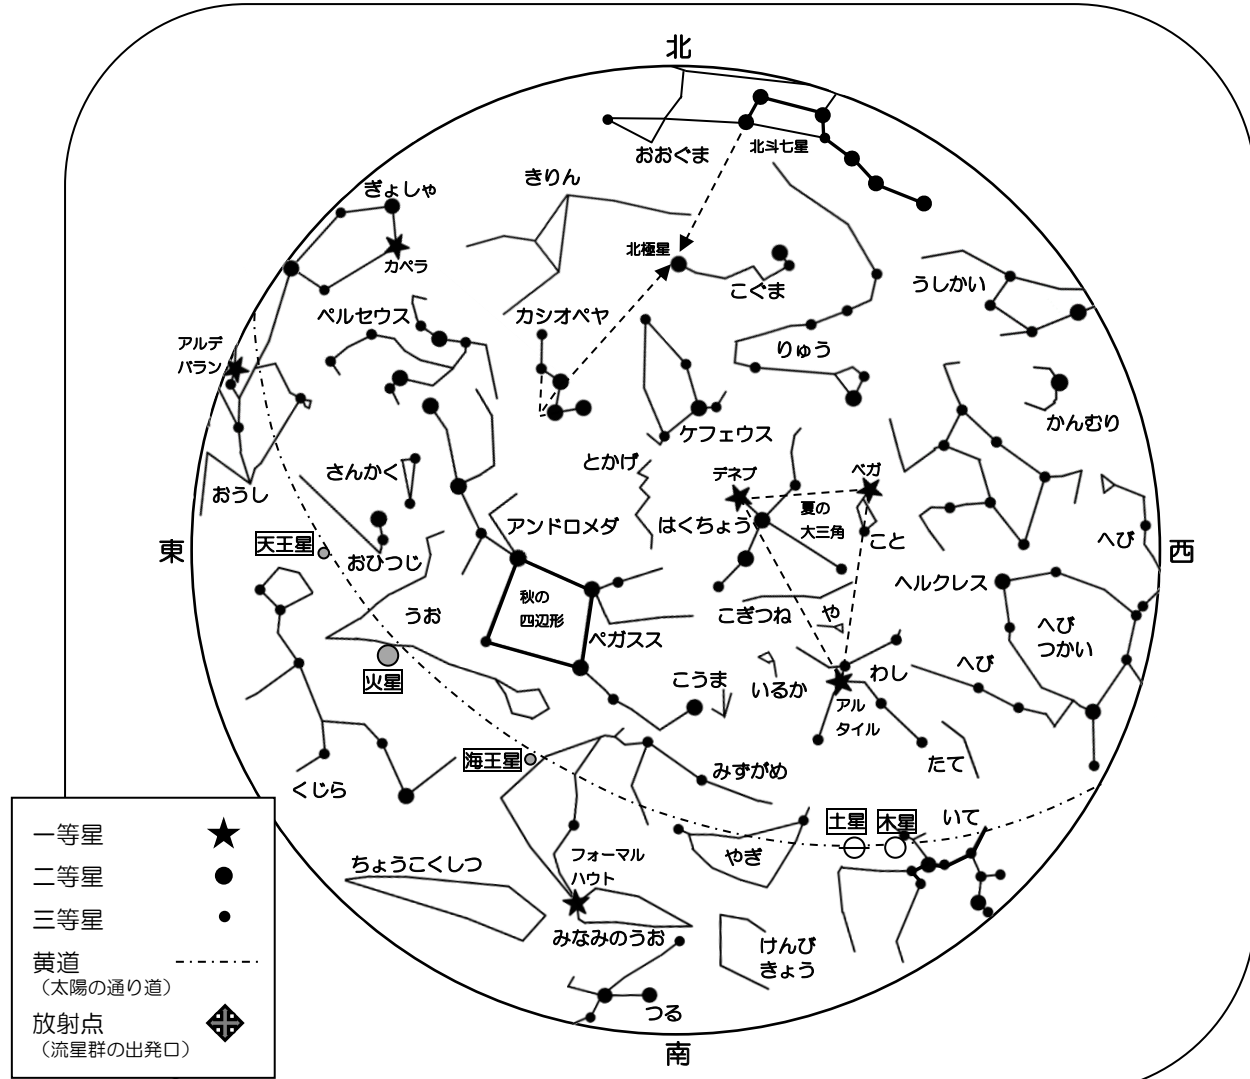 北
おおぐま
北斗七星
きりん
ぎょしゃ
カペラ
北極星
こぐま
うしかい
ペルセウス
カシオペヤ
りゅう
アルデ
バラン
かんむり
ケフェウス
とかげ
さんかく
デネブ
ベガ
おうし
夏の
大三角
アンドロメダ
はくちょう
こと
へび
東
天王星
おひつじ
西
ヘルクレス
秋の
四辺形
うお
こぎつね
や
へび
つかい
ペガスス
火星
こうま
いるか
わし
へび
アル
タイル
海王星
みずがめ
たて
くじら
土星
木星
いて
やぎ
フォーマル
ハウト
ちょうこくしつ
みなみのうお
けんび
きょう
つる
南
一等星
二等星
三等星
黄道
（太陽の通り道）
放射点
（流星群の出発口）